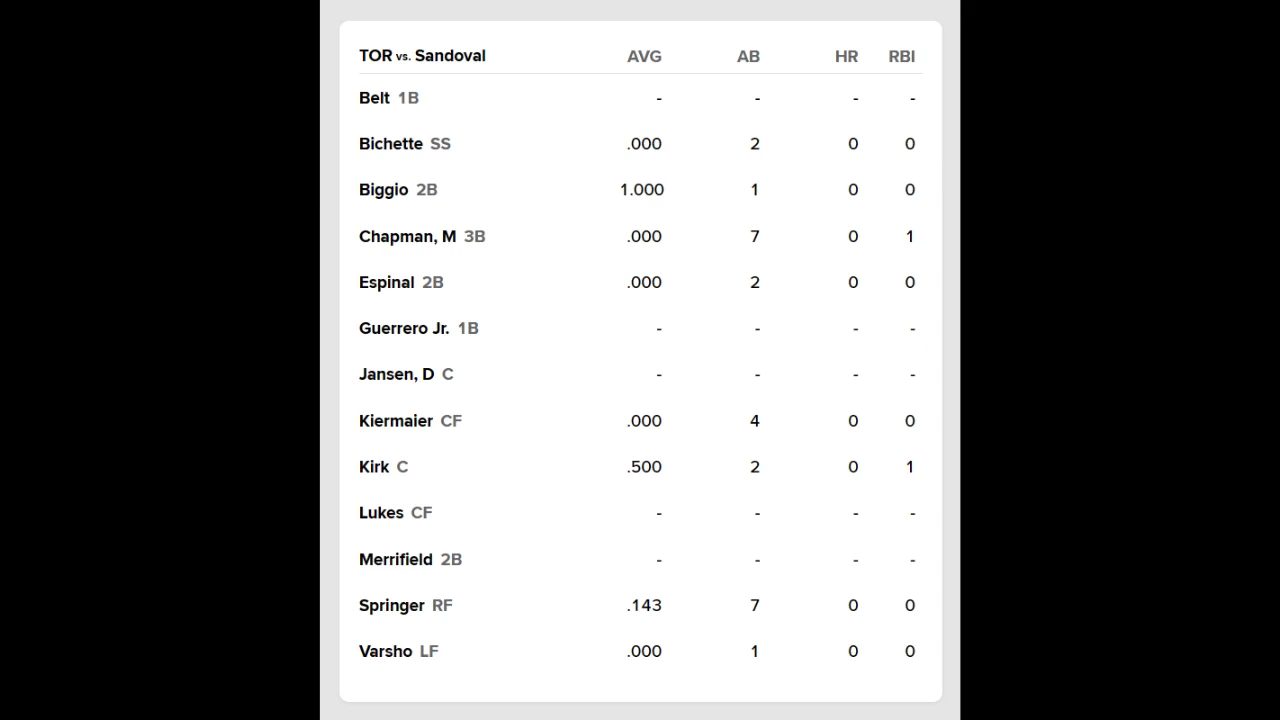 TOR vs. Sandoval AVG AB HR RBI
Belt 1B - - - -
Bichette SS .000 2 0 0
Biggio 2B 1.000 1 0 0
Chapman, M 3B .000 7 0 1
Espinal 2B .000 2 0 0
Guerrero Jr. 1B - - - -
Jansen, D C - - - -
Kiermaier CF .000 4 0 0
Kirk C .500 2 0 1
Lukes CF - - - -
Merrifield 2B - - - -
Springer RF .143 7 0 0
Varsho LF .000 1 0 0